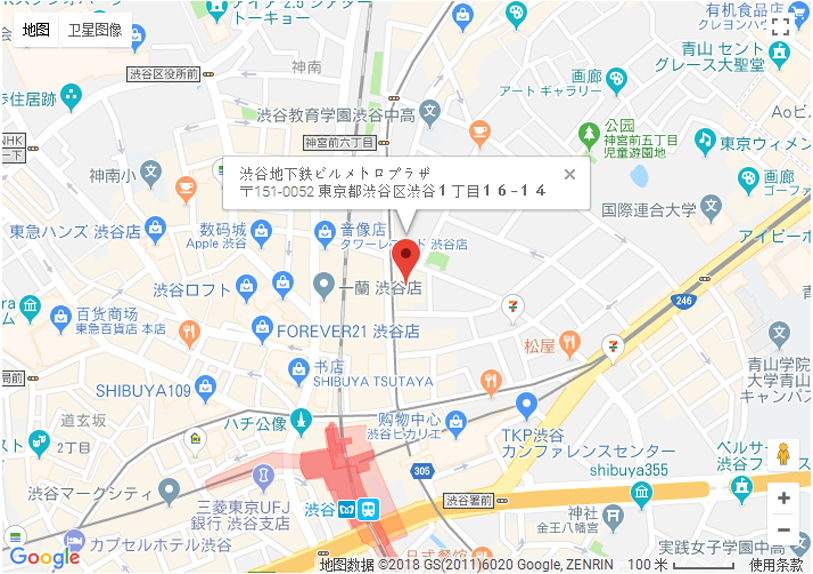 アイア 2.5 シアター
トーキョー
地图
卫星图像
有机食品店
クレヨンハウ
青山 セント
グレース大聖堂
渋谷区役所前
神南
画廊
アートギャラリー
歩住居跡
渋谷教育学園渋谷中高
Aoビ
公园
神宮前五丁目
児童遊園地
NHK
一下
神宮前六丁目
東京ウィメン
渋谷地下鉄ビルメトロプラザ
〒151-0052 東京都渋谷区渋谷1丁目16-14
神南小
画廊
ゴーファ
国際連合大学
東急ハンズ 渋谷店
数码城
Apple 渋谷
音像店
タワーレコード 渋谷店
アイビーホ
渋谷ロフト
一蘭 渋谷店
246
百货商场
東急百貨店 本店
FOREVER21 渋谷店
松屋
书店
SHIBUYA TSUTAYA
青山学院
大学青山
キャンパス
局前
SHIBUYA109
道玄坂
2丁目
ハチ公像
购物中心
渋谷ヒカリエ
TKP渋谷
カンファレンスセンター
ベルサ
渋谷フ
shibuya355
305
渋谷マークシティ
三菱東京UFJ
銀行 渋谷支店
渋谷
渋谷署前
神社
金王八幡宮
カプセルホテル渋谷
実践女子学園中高
Google
地图数据 ©2018 GS(2011)6020 Google, ZENRIN
100 米
使用条款